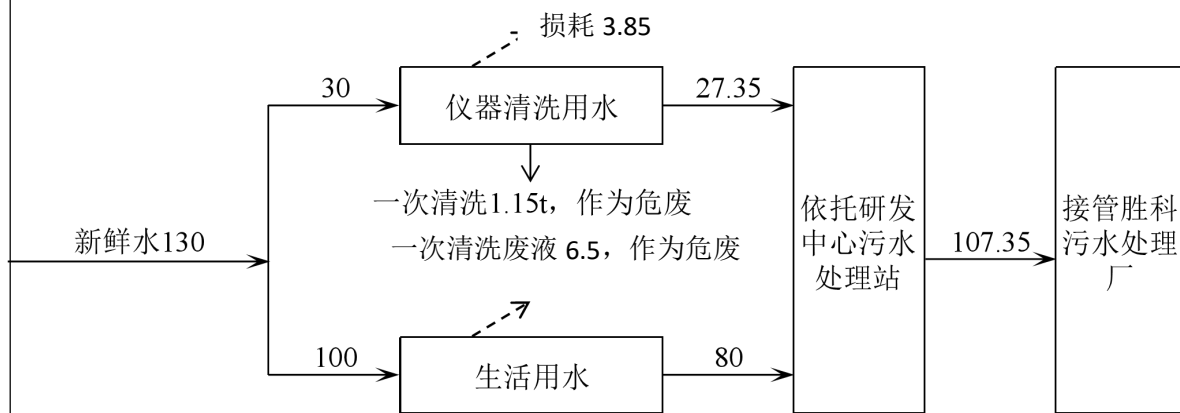 损耗 3.85
30
仪器清洗用水
27.35
一次清洗1.15t，作为危废
一次清洗废液 6.5，作为危废
新鲜水130
依托研发
中心污水
处理站
107.35
接管胜科
污水处理
厂
100
生活用水
80